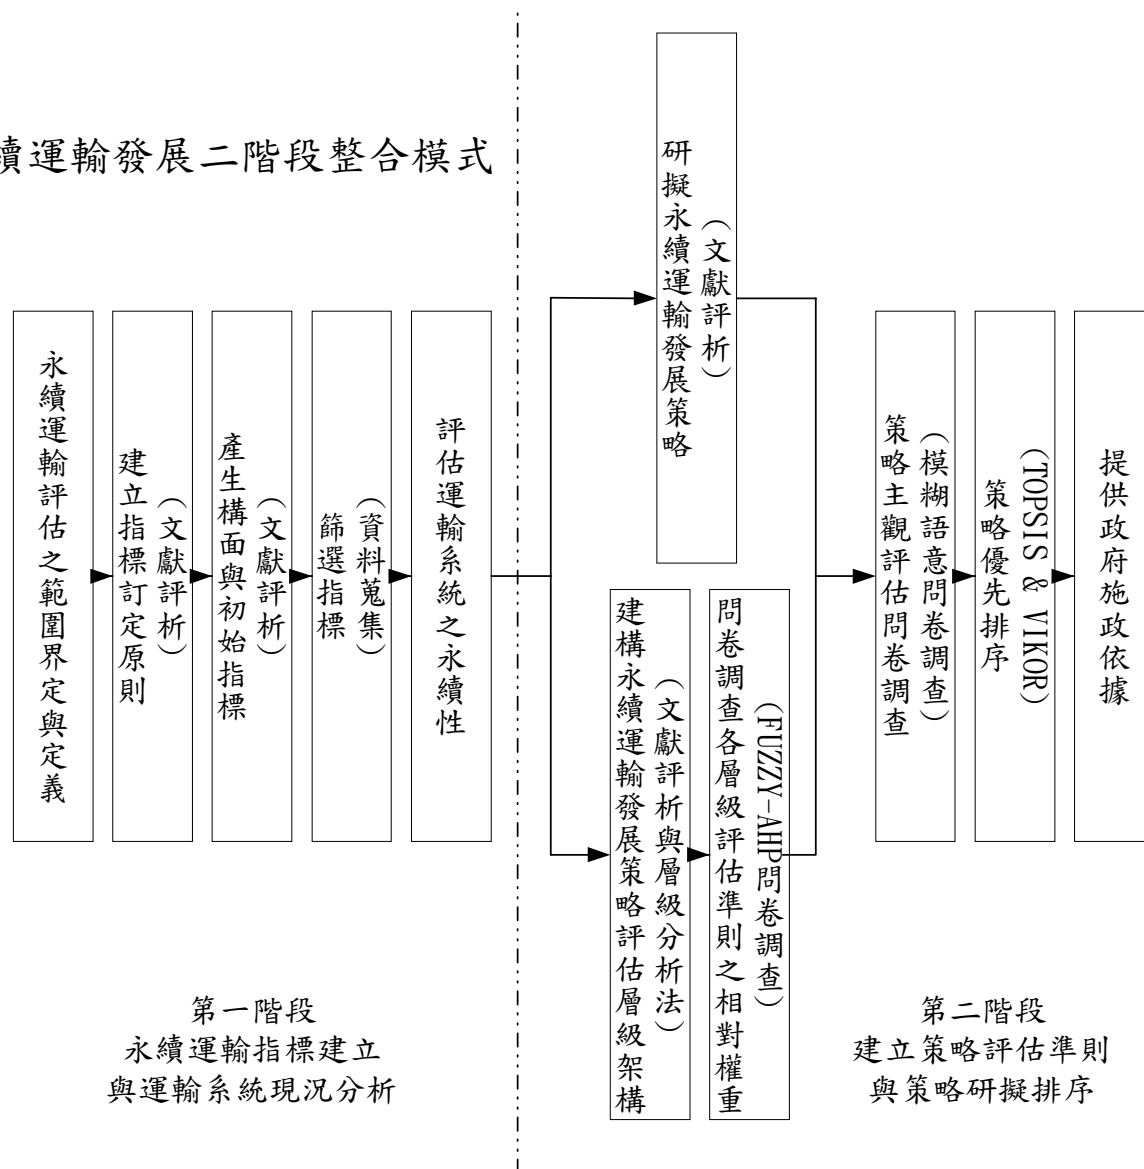 續運輸發展二階段整合模式
永續運輸評估之範圍界定與定義
建立指標訂定原則
（文獻評析）
產生構面與初始指標
（文獻評析）
篩選指標
（資料蒐集）
評估運輸系統之永續性
研擬永續運輸發展策略
（文獻評析）
建構永續運輸發展策略評估層級架構
（文獻評析與層級分析法）
問卷調查各層級評估準則之相對權重
(FUZZY-AHP問卷調查)
策略主觀評估問卷調查
（模糊語意問卷調查）
策略優先排序
(TOPSIS & VIKOR)
提供政府施政依據
第一階段
永續運輸指標建立
與運輸系統現況分析
第二階段
建立策略評估準則
與策略研擬排序